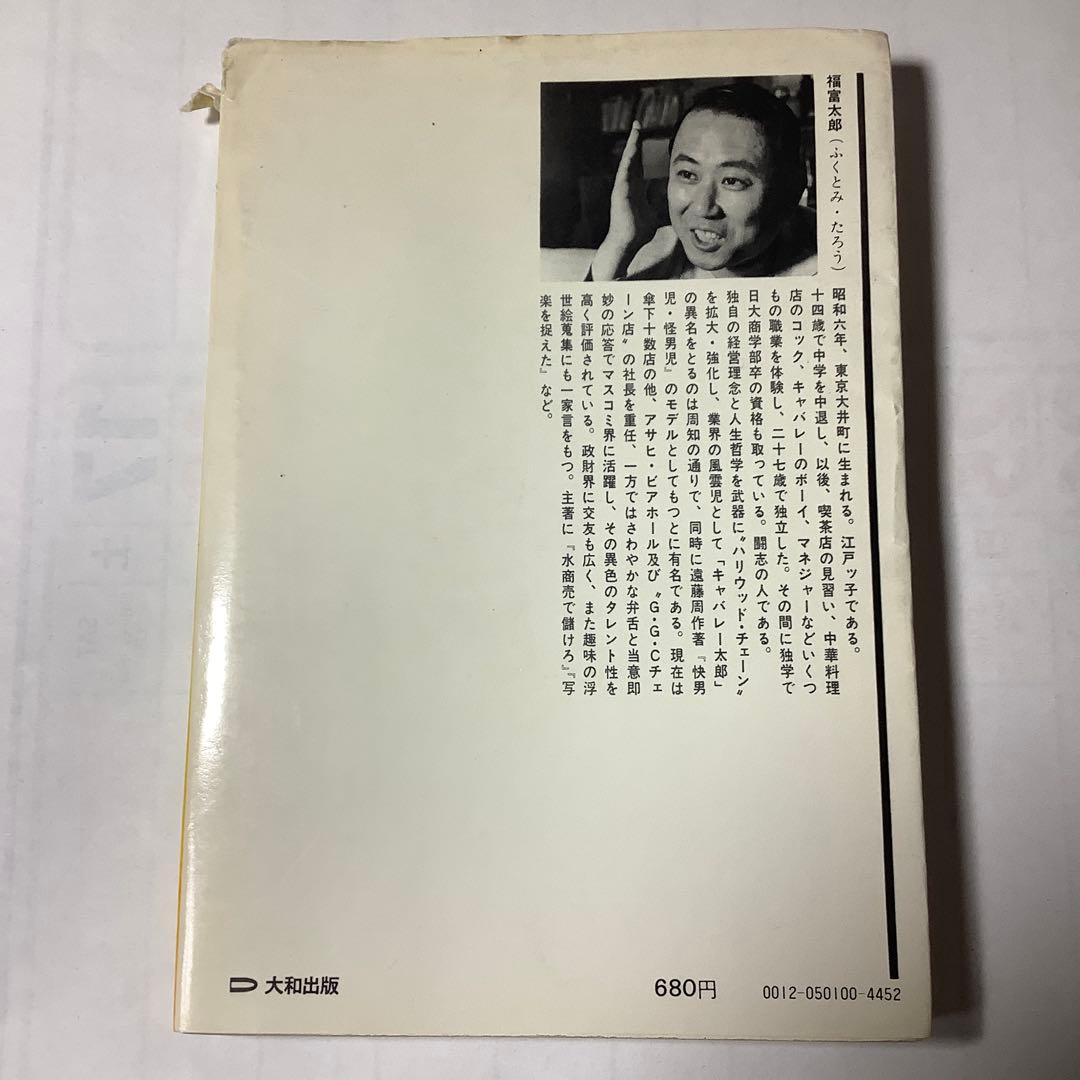 福富太郎(ふくとみ・たろう)
昭和六年、東京大井町に生まれる。江戸ッ子である。
十四歳で中学を中退し、以後、喫茶店の見習い、中華料理
店のコック、キャバレーのボーイ、マネジャーなどいくつ
もの職業を体験し、二十七歳で独立した。その間に独学で
日大商学部卒の資格も取っている。闘志の人である。
独自の経営理念と人生哲学を武器に〝ハリウッド・チェーン〟
を拡大・強化し、業界の風雲児として「キャバレー太郎」
の異名をとるのは周知の通りで、同時に遠藤周作著『快男
児・怪男児』のモデルとしてもつとに有名である。現在は
傘下十数店の他、アサヒ・ビアホール及び〝G・G・Cチェ
ーン店〟の社長を重任、一方ではさわやかな弁舌と当意即
妙の応答でマスコミ界に活躍し、その異色のタレント性を
高く評価されている。政財界に交友も広く、また趣味の浮
世絵蒐集にも一家言をもつ。主著に『水商売で儲けろ』『写
楽を捉えた』など。
大和出版
680円
0012-050100-4452